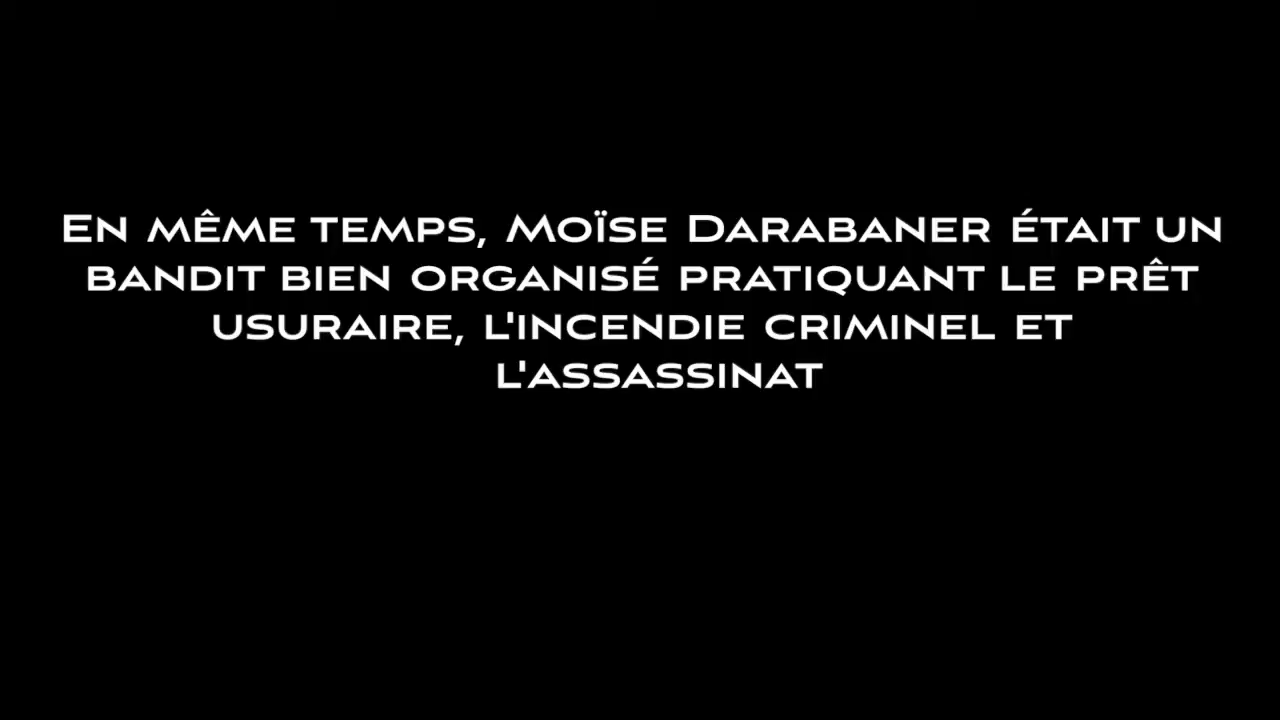 En même temps, Moïse Darabaner était un
bandit bien organisé pratiquant le prêt
usuraire, l'incendie criminel et
l'assassinat